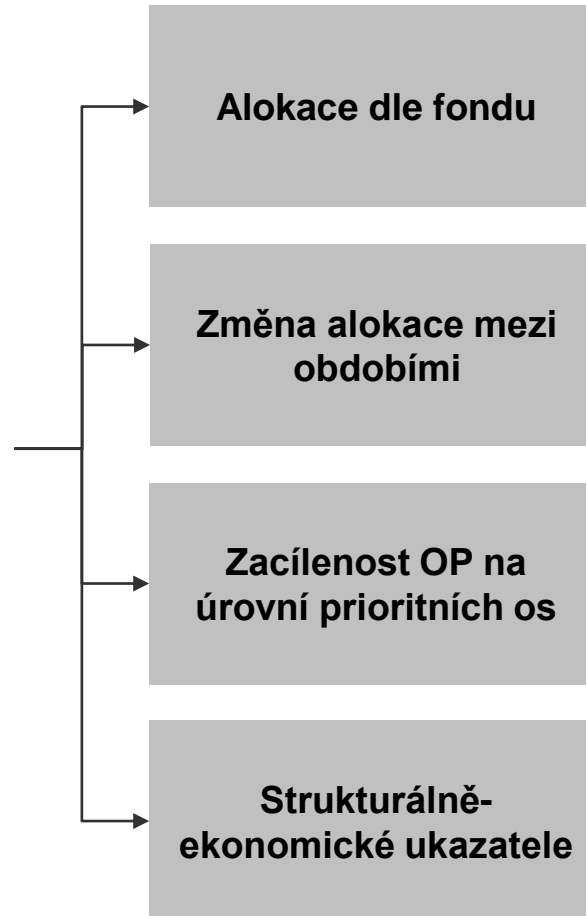 Alokace dle fondu
Změna alokace mezi
obdobími
Zacílenost OP na
úrovní prioritních os
Strukturálně-
ekonomické ukazatele